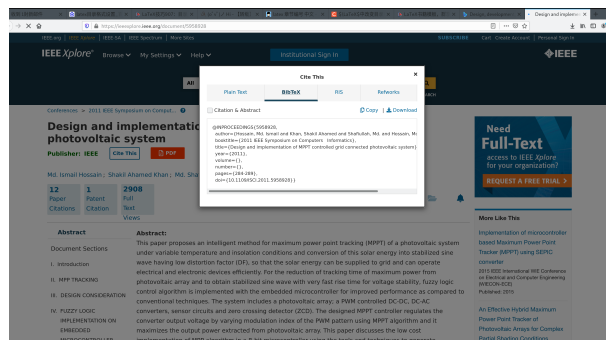 https://ieeexplore.ieee.org/document/5958928
IEEE.org | IEEE Xplore | IEEE-SA | IEEE Spectrum | More Sites
SUBSCRIBE
Cart Create Account | Personal Sign In
IEEE Xplore®
Browse
My Settings
Help
Institutional Sign In
IEEE
All
Cite This
×
Plain Text
BibTeX
RIS
Refworks
Citation & Abstract
Copy | Download
@INPROCEEDINGS{5958928,
author={Hossain, Md. Ismail and Khan, Shakil Ahamed and Shafiullah, Md. and Hossain, Mo
booktitle={2011 IEEE Symposium on Computers Informatics},
title={Design and implementation of MPPT controlled grid connected photovoltaic system},
year={2011},
volume={},
number={},
pages={284-289},
doi={10.1109/ISCI.2011.5958928}}
Conferences > 2011 IEEE Symposium on Comput...
Design and implementatic
photovoltaic system
Publisher: IEEE
Cite This
PDF
Md. Ismail Hossain ; Shakil Ahamed Khan ; Md. Sha
12
Paper
Citations
1
Patent
Citation
2908
Full
Text
Views
Need
Full-Text
access to IEEE Xplore
for your organization?
REQUEST A FREE TRIAL >
Abstract
Document Sections
I. Introduction
II. MPP TRACKING
III. DESIGN CONSIDERATION
IV. FUZZY LOGIC
IMPLEMENTATION ON
EMBEDDED
MICROCONTROLLER
Abstract:
This paper proposes an intelligent method for maximum power point tracking (MPPT) of a photovoltaic system
under variable temperature and insolation conditions and conversion of this solar energy into stabilized sine
wave having low distortion factor (DF), so that the solar energy can be supplied to grid and can operate
electrical and electronic devices efficiently. For the reduction of tracking time of maximum power from
photovoltaic array and to obtain stabilized sine wave with very fast rise time for voltage stability, fuzzy logic
control algorithm is implemented with the embedded microcontroller for improved performance as compared to
conventional techniques. The system includes a photovoltaic array; a PWM controlled DC-DC, DC-AC
converters, sensor circuits and zero crossing detector (ZCD). The designed MPPT controller regulates the
converter output voltage by varying modulation index of the PWM pattern using MPPT algorithm and it
maximizes the output power extracted from photovoltaic array. This paper discusses the low cost
More Like This
Implementation of microcontroller
based Maximum Power Point
Tracker (MPPT) using SEPIC
converter
2015 IEEE International WIE Conference
on Electrical and Computer Engineering
(WIECON-ECE)
Published: 2015
An Effective Hybrid Maximum
Power Point Tracker of
Photovoltaic Arrays for Complex
Partial Shading Conditions